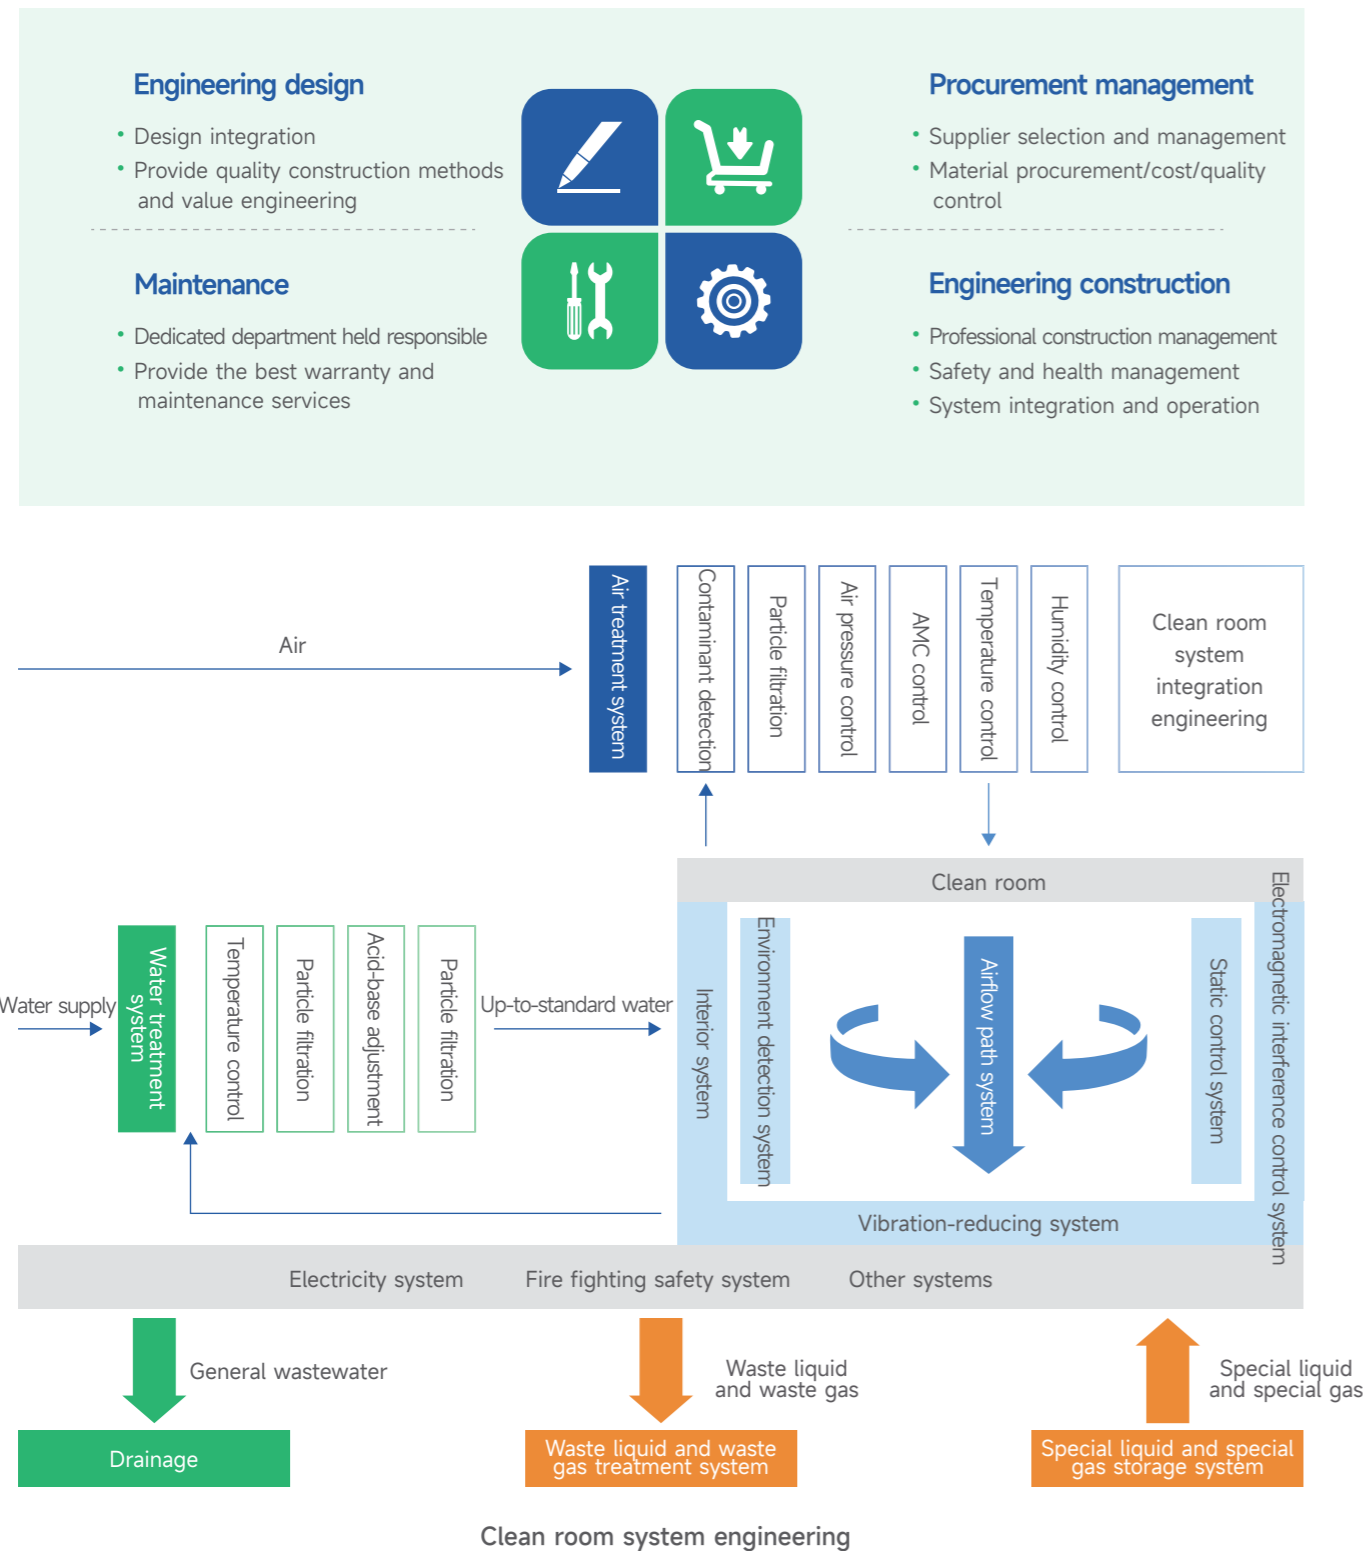 Engineering design
• Design integration
• Provide quality construction methods
and value engineering
Maintenance
• Dedicated department held responsible
• Provide the best warranty and
maintenance services
Procurement management
• Supplier selection and management
• Material procurement/cost/quality
control
Engineering construction
• Professional construction management
• Safety and health management
• System integration and operation
Air
Air treatment system
Contaminant detection
Particle filtration
Air pressure control
AMC control
Temperature control
Humidity control
Clean room
system
integration
engineering
Water supply
Water treatment
system
Temperature control
Particle filtration
Acid-base adjustment
Particle filtration
Up-to-standard water
Clean room
Interior system
Environment detection system
Airflow path system
Static control system
Electromagnetic interference control system
Vibration-reducing system
Electricity system
Fire fighting safety system
Other systems
General wastewater
Waste liquid
and waste gas
Special liquid
and special gas
Drainage
Waste liquid and waste
gas treatment system
Special liquid and special
gas storage system
Clean room system engineering